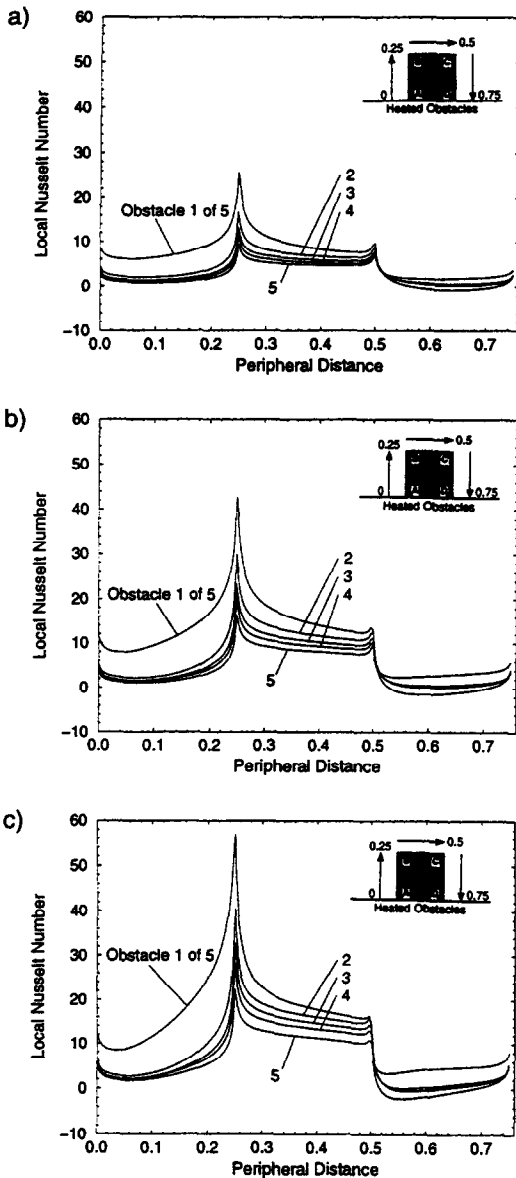 a)
60
50
40
30
20
10
0
−10
Local Nusselt Number
0.25
0.5
0
0.75
Heated Obstacles
Obstacle 1 of 5
2
3
4
5
0.0 0.1 0.2 0.3 0.4 0.5 0.6 0.7
Peripheral Distance
b)
60
50
40
30
20
10
0
−10
Local Nusselt Number
0.25
0.5
0
0.75
Heated Obstacles
Obstacle 1 of 5
2
3
4
5
0.0 0.1 0.2 0.3 0.4 0.5 0.6 0.7
Peripheral Distance
c)
60
50
40
30
20
10
0
−10
Local Nusselt Number
0.25
0.5
0
0.75
Heated Obstacles
Obstacle 1 of 5
2
3
4
5
0.0 0.1 0.2 0.3 0.4 0.5 0.6 0.7
Peripheral Distance